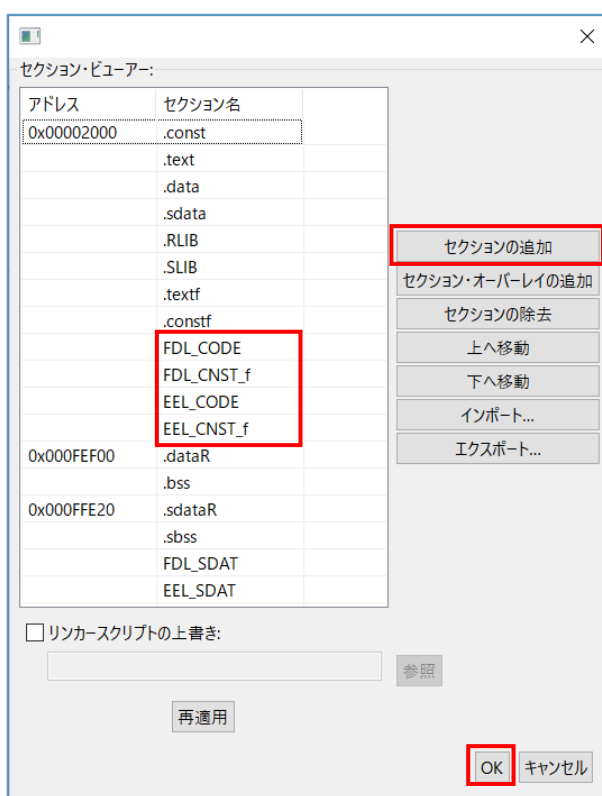 セクション・ビューアー:
アドレス セクション名
0x00002000 .const
.text
.data
.sdata
.RLIB
.SLIB
.textf
.constf
FDL_CODE
FDL_CNST_f
EEL_CODE
EEL_CNST_f
0x000FEF00 .dataR
.bss
0x000FFE20 .sdataR
.sbss
FDL_SDAT
EEL_SDAT
セクションの追加
セクション・オーバーレイの追加
セクションの除去
上へ移動
下へ移動
インポート...
エクスポート...
リンカースクリプトの上書き:
参照
再適用
OK キャンセル